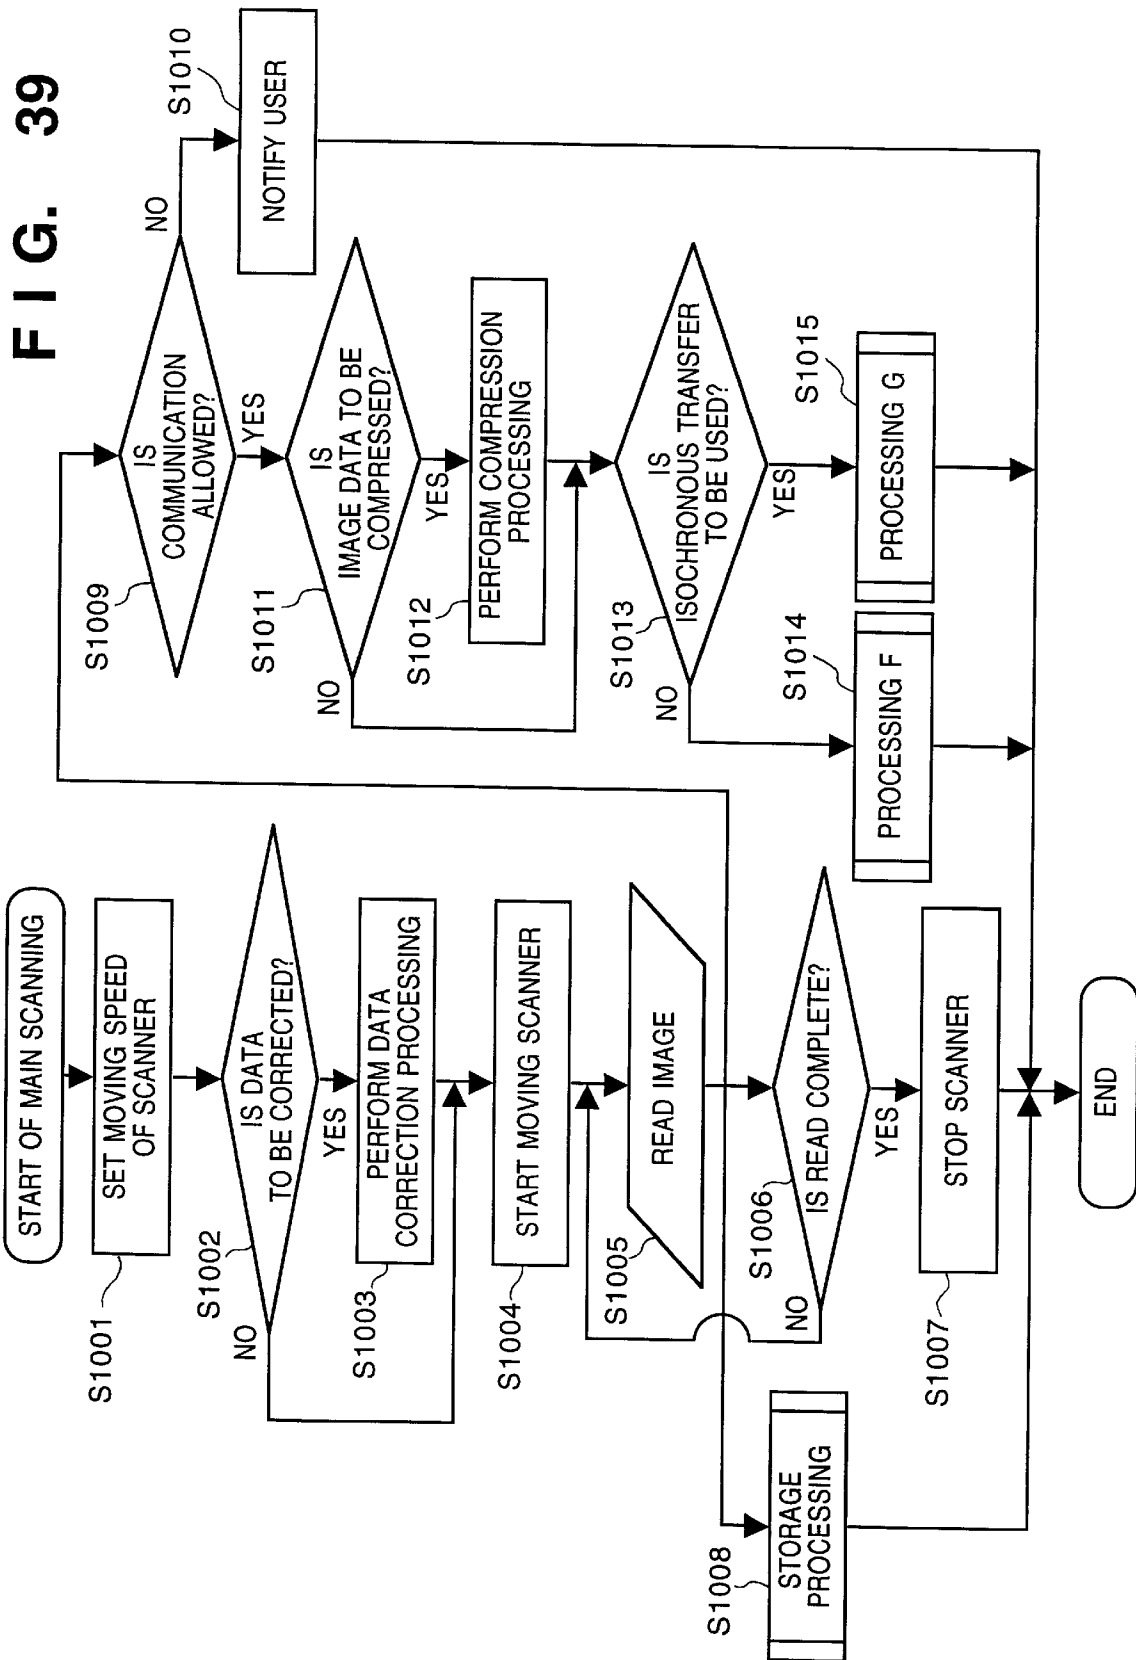 F I G. 39
START OF MAIN SCANNING
SET MOVING SPEED
OF SCANNER
S1001
IS DATA
TO BE CORRECTED?
S1002
NO
YES
PERFORM DATA
CORRECTION PROCESSING
S1003
START MOVING SCANNER
S1004
READ IMAGE
S1005
IS READ COMPLETE?
S1006
NO
YES
STOP SCANNER
S1007
STORAGE
PROCESSING
S1008
END
IS
COMMUNICATION
ALLOWED?
S1009
NO
YES
NOTIFY USER
S1010
IS
IMAGE DATA TO BE
COMPRESSED?
S1011
NO
YES
PERFORM COMPRESSION
PROCESSING
S1012
IS
ISOCHRONOUS TRANSFER
TO BE USED?
S1013
NO
YES
PROCESSING F
S1014
PROCESSING G
S1015